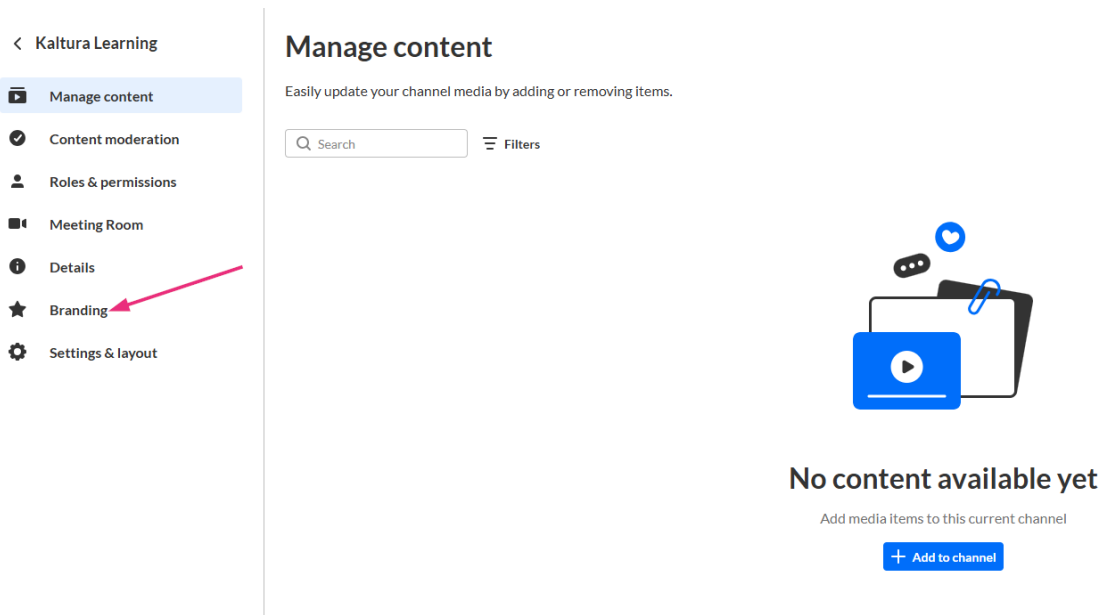 Kaltura Learning
Manage content
Content moderation
Roles & permissions
Meeting Room
Details
Branding
Settings & layout
Manage content
Easily update your channel media by adding or removing items.
Search
Filters
No content available yet
Add media items to this current channel
Add to channel